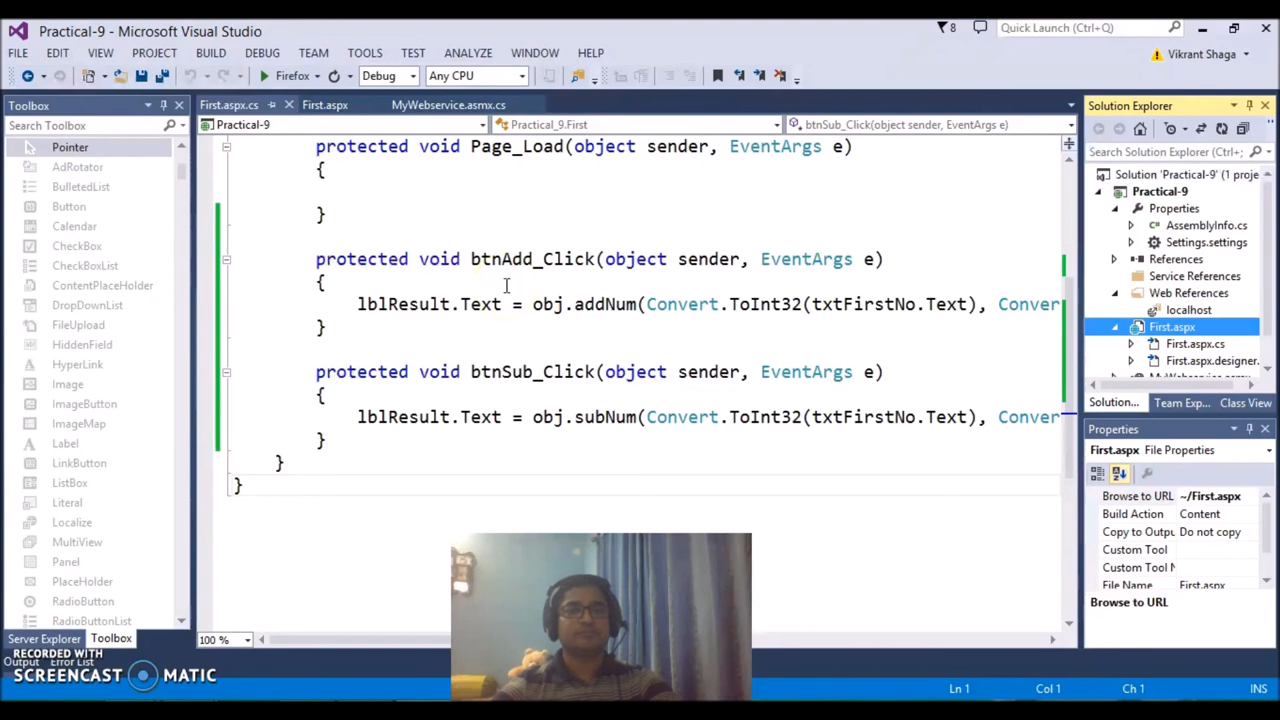 Practical-9 - Microsoft Visual Studio
8
Quick Launch (Ctrl+Q)
FILE EDIT VIEW PROJECT BUILD DEBUG TEAM TOOLS TEST ANALYZE WINDOW HELP
Vikrant Shaga
Firefox Debug Any CPU
Toolbox
First.aspx.cs First.aspx MyWebservice.asmx.cs
Solution Explorer
Search Toolbox
Practical-9 Practical_9.First btnSub_Click(object sender, EventArgs e)
Pointer
AdRotator
BulletedList
Button
Calendar
CheckBox
CheckBoxList
ContentPlaceHolder
DropDownList
FileUpload
HiddenField
HyperLink
Image
ImageButton
ImageMap
Label
LinkButton
ListBox
Literal
Localize
MultiView
Panel
PlaceHolder
RadioButton
RadioButtonList
Server Explorer Toolbox
Output Error List
protected void Page_Load(object sender, EventArgs e)
{
}
protected void btnAdd_Click(object sender, EventArgs e)
{
lblResult.Text = obj.addNum(Convert.ToInt32(txtFirstNo.Text), Conver
}
protected void btnSub_Click(object sender, EventArgs e)
{
lblResult.Text = obj.subNum(Convert.ToInt32(txtFirstNo.Text), Conver
}
}
}
100 %
Search Solution Explorer (Ctrl+;
Solution 'Practical-9' (1 proje
Practical-9
Properties
AssemblyInfo.cs
Settings.settings
References
Service References
Web References
localhost
First.aspx
First.aspx.cs
First.aspx.designer.
Solution... Team Exp... Class View
Properties
First.aspx File Properties
Browse to URL ~/First.aspx
Build Action Content
Copy to Outpu Do not copy
Custom Tool
Custom Tool N
File Name First.aspx
Browse to URL
RECORDED WITH
SCREENCAST MATIC
Ln 1 Col 1 Ch 1 INS